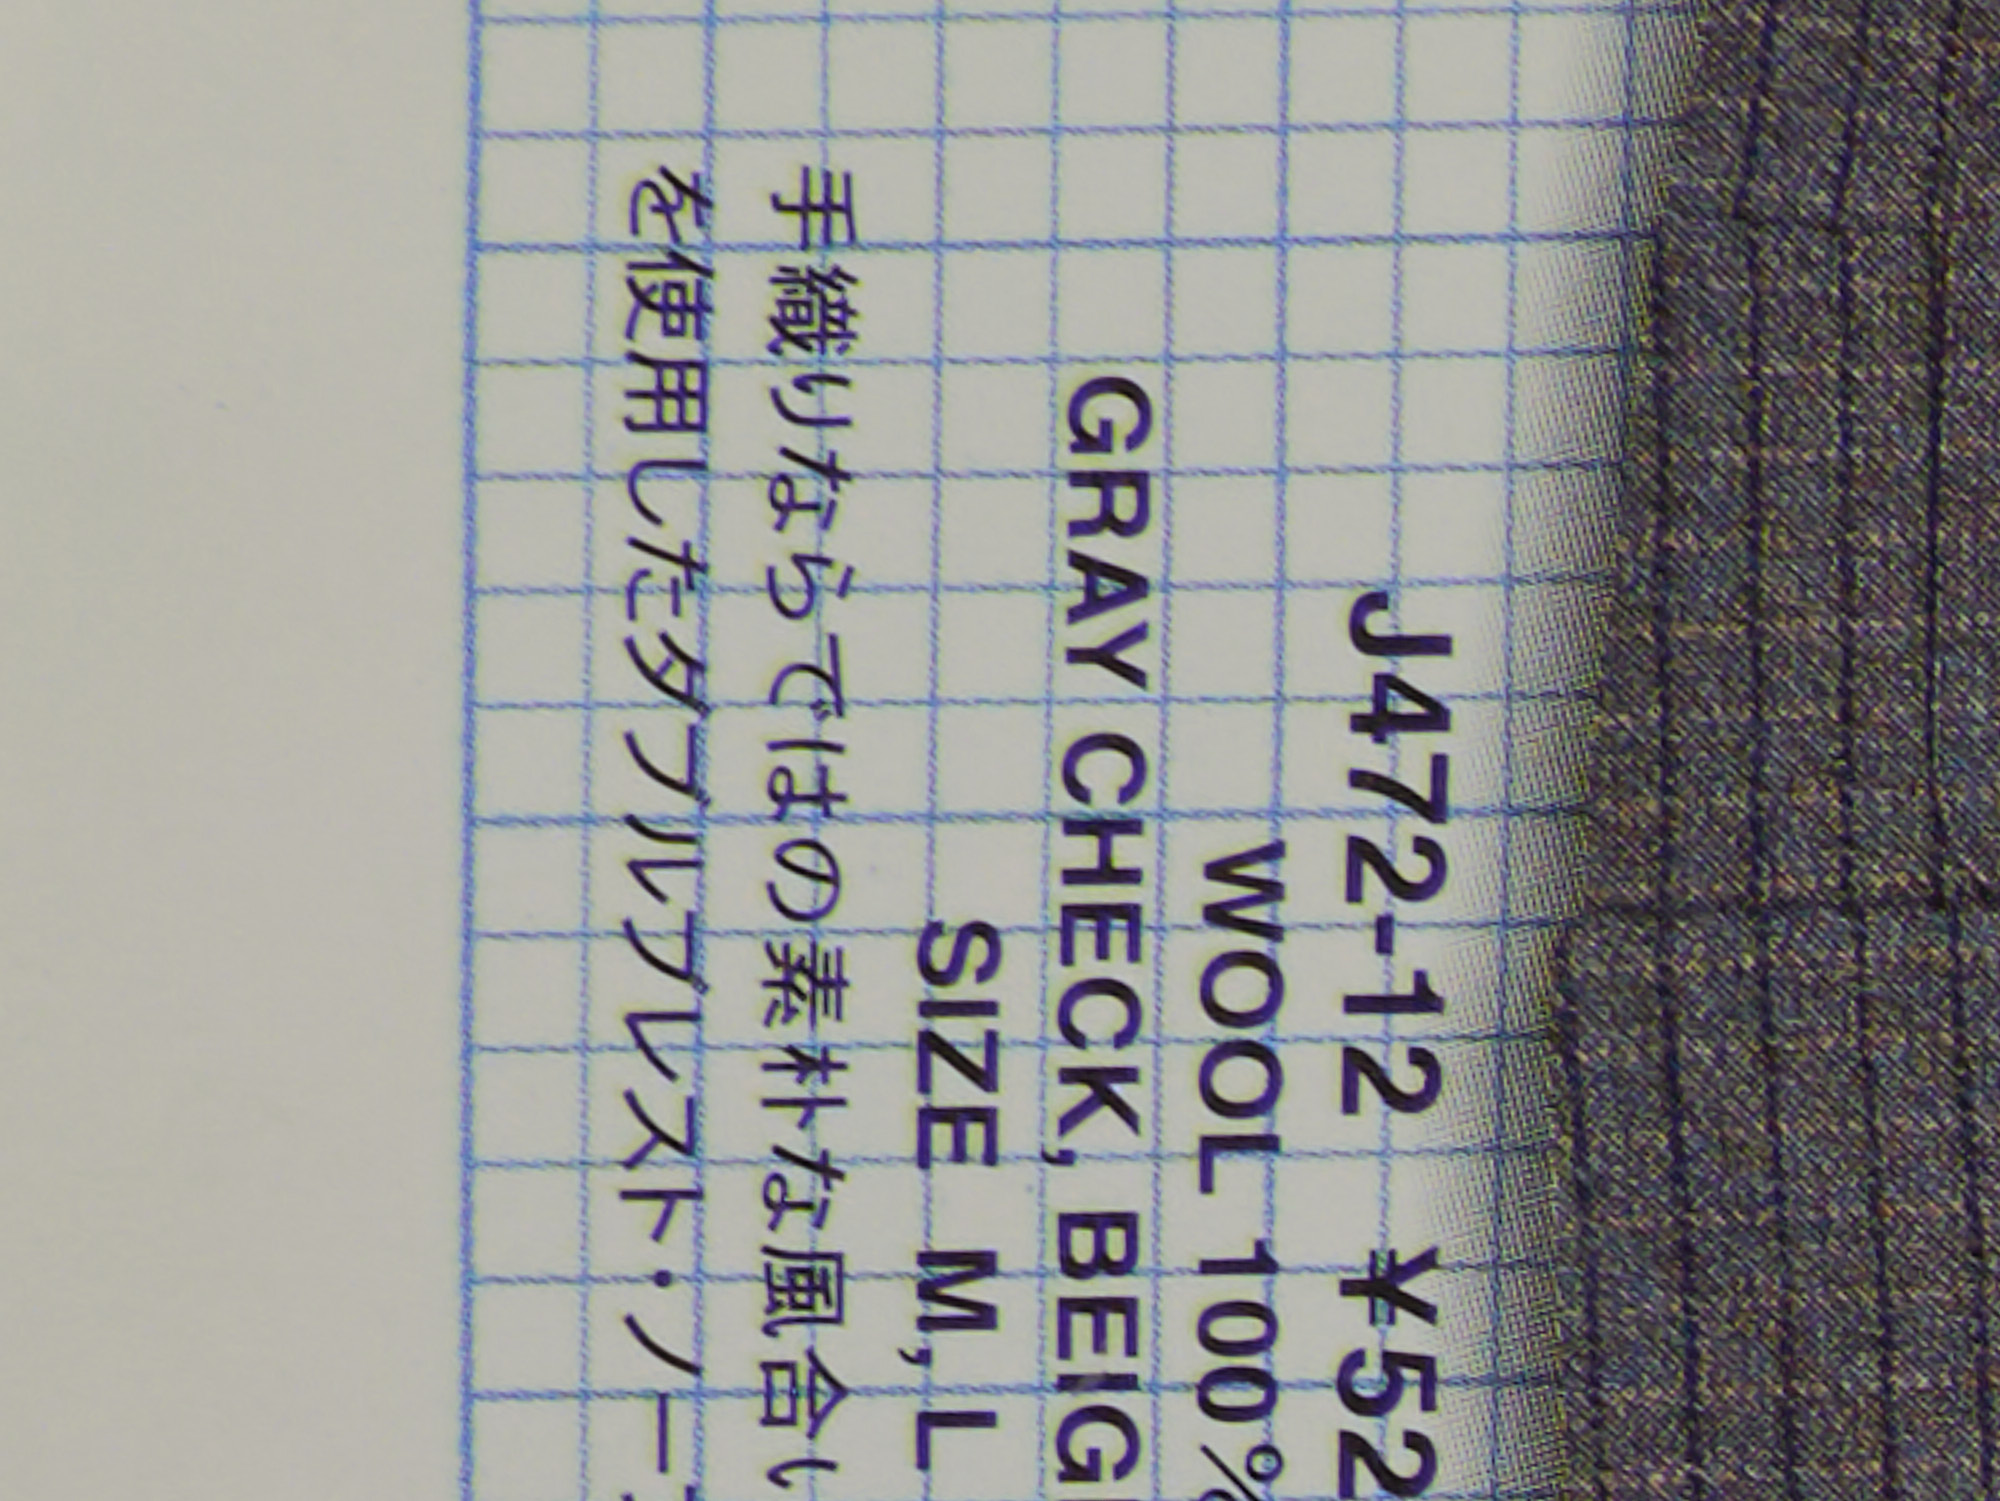 J472-12 ¥52
WOOL 100%
GRAY CHECK, BEIG
SIZE M,L
手織りならではの素朴な風合い
を使用したダブルブレスト・ノー